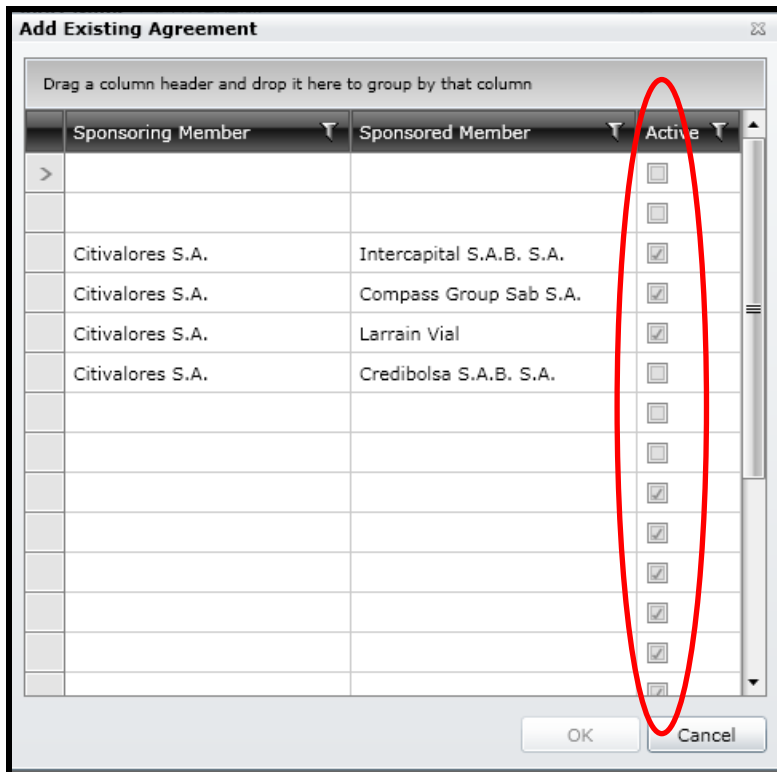 Add Existing Agreement
Drag a column header and drop it here to group by that column
Sponsoring Member Sponsored Member Active
Citivalores S.A. Intercapital S.A.B. S.A.
Citivalores S.A. Compass Group Sab S.A.
Citivalores S.A. Larrain Vial
Citivalores S.A. Credibolsa S.A.B. S.A.
OK Cancel